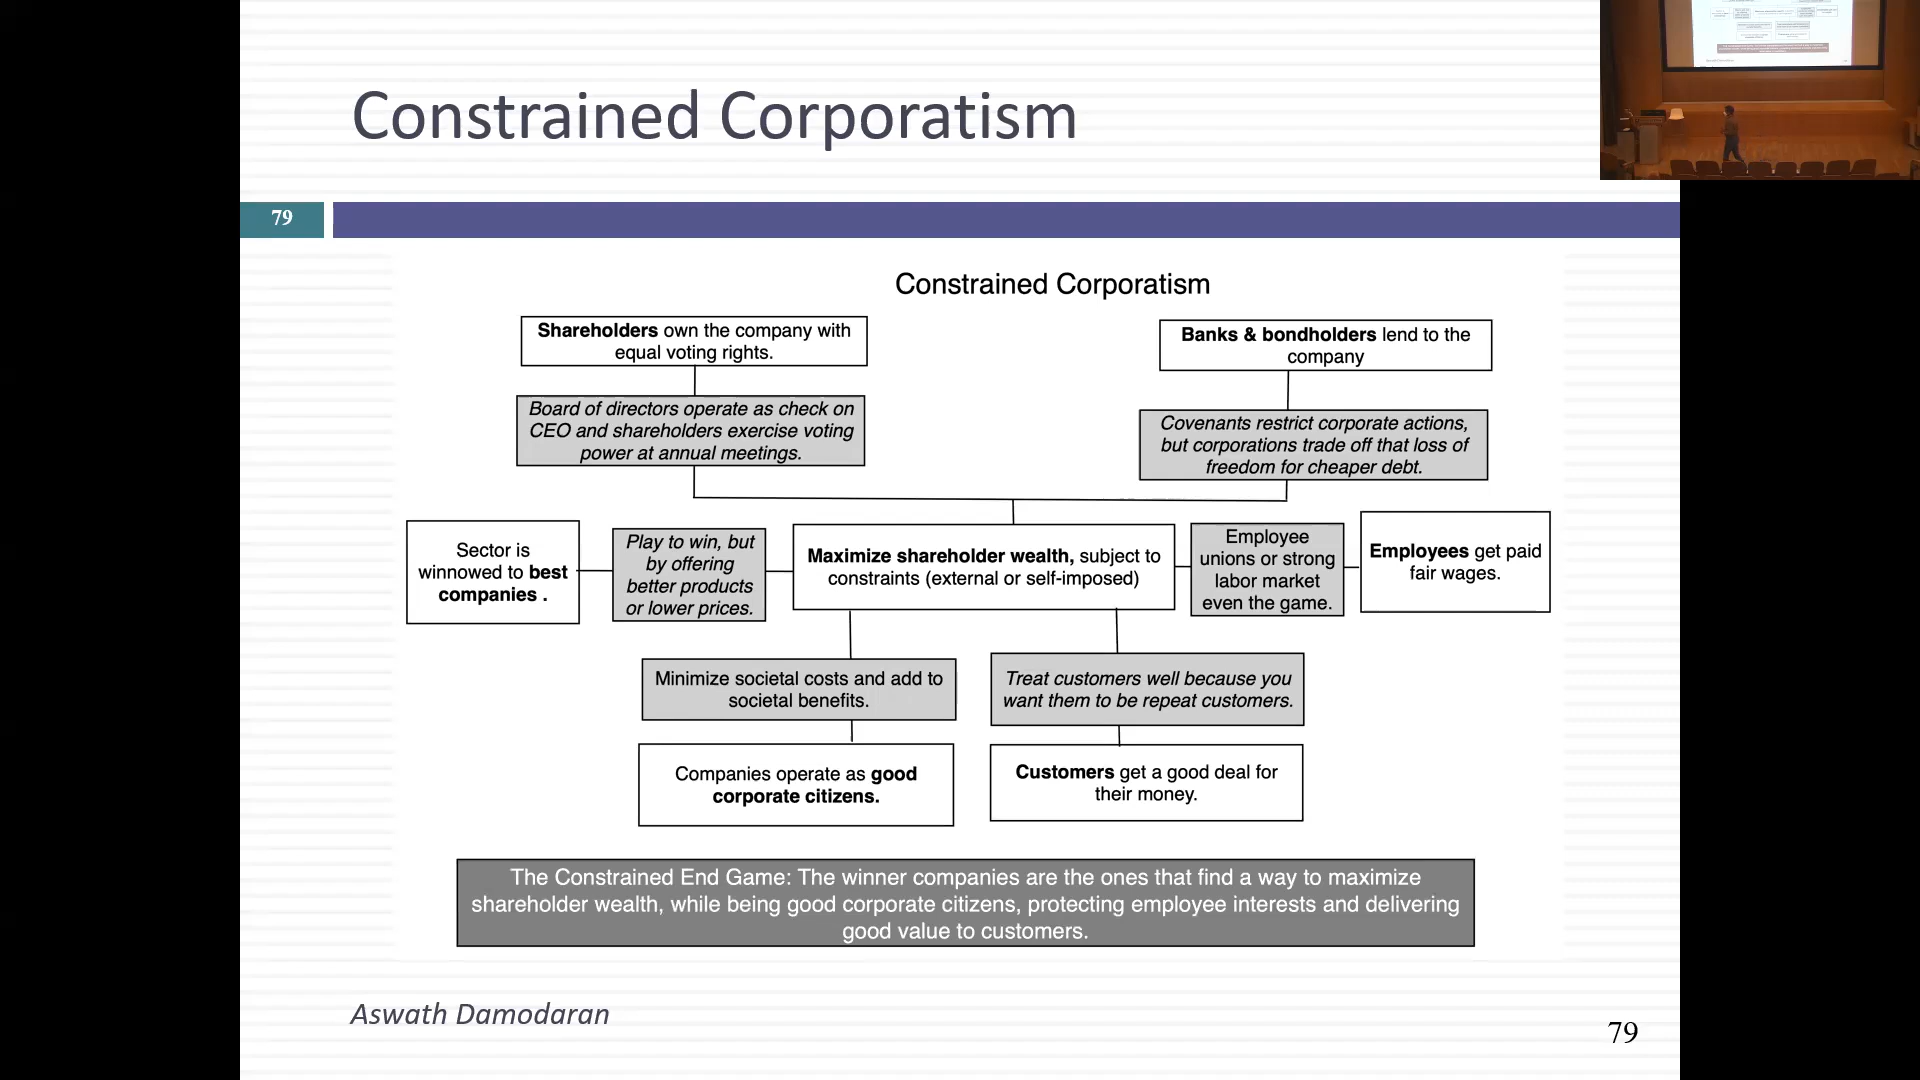 Constrained Corporatism
79
Constrained Corporatism
Shareholders own the company with
equal voting rights.
Banks & bondholders lend to the
company
Board of directors operate as check on
CEO and shareholders exercise voting
power at annual meetings.
Covenants restrict corporate actions,
but corporations trade off that loss of
freedom for cheaper debt.
Sector is
winnowed to best
companies .
Play to win, but
by offering
better products
or lower prices.
Maximize shareholder wealth, subject to
constraints (external or self-imposed)
Employee
unions or strong
labor market
even the game.
Employees get paid
fair wages.
Minimize societal costs and add to
societal benefits.
Treat customers well because you
want them to be repeat customers.
Companies operate as good
corporate citizens.
Customers get a good deal for
their money.
The Constrained End Game: The winner companies are the ones that find a way to maximize
shareholder wealth, while being good corporate citizens, protecting employee interests and delivering
good value to customers.
Aswath Damodaran
79